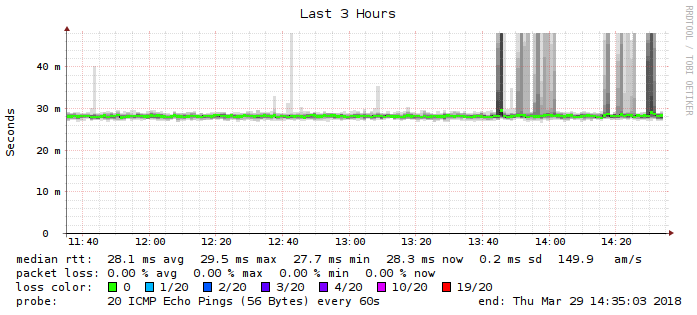 Last 3 Hours
RRDTOOL / TOBI OETIKER
Seconds
40 m
30 m
20 m
10 m
0
11:40 12:00 12:20 12:40 13:00 13:20 13:40 14:00 14:20
median rtt: 28.1 ms avg 29.5 ms max 27.7 ms min 28.3 ms now 0.2 ms sd 149.9 am/s
packet loss: 0.00 % avg 0.00 % max 0.00 % min 0.00 % now
loss color: 0 1/20 2/20 3/20 4/20 10/20 19/20
probe: 20 ICMP Echo Pings (56 Bytes) every 60s end: Thu Mar 29 14:35:03 2018